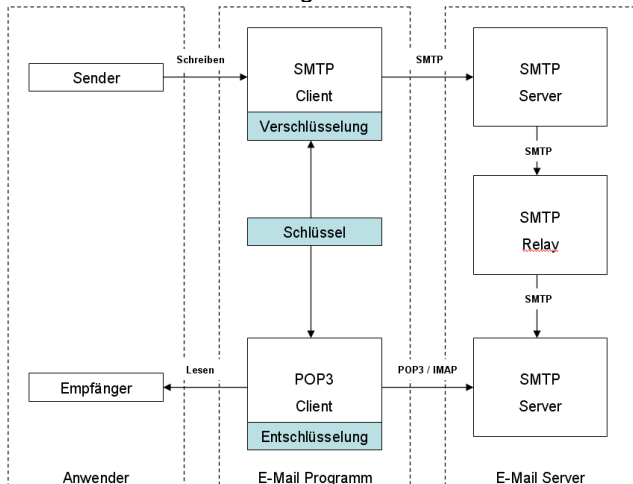 Sender
Schreiben
SMTP
Client
Verschlüsselung
SMTP
SMTP
Server
SMTP
Schlüssel
SMTP
Relay
SMTP
Empfänger
Lesen
POP3
Client
Entschlüsselung
POP3 / IMAP
SMTP
Server
Anwender
E-Mail Programm
E-Mail Server